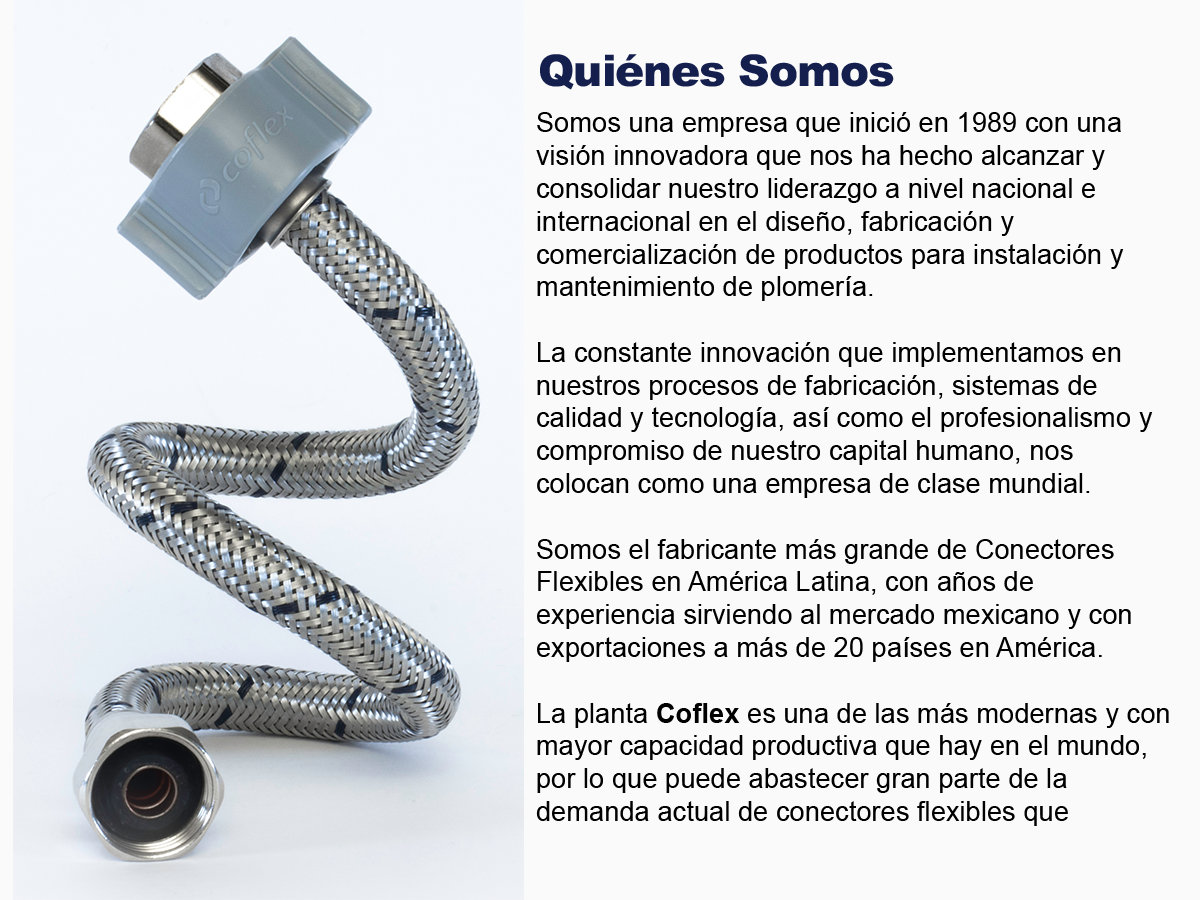 coflex
Quiénes Somos
Somos una empresa que inició en 1989 con una
visión innovadora que nos ha hecho alcanzar y
consolidar nuestro liderazgo a nivel nacional e
internacional en el diseño, fabricación y
comercialización de productos para instalación y
mantenimiento de plomería.
La constante innovación que implementamos en
nuestros procesos de fabricación, sistemas de
calidad y tecnología, así como el profesionalismo y
compromiso de nuestro capital humano, nos
colocan como una empresa de clase mundial.
Somos el fabricante más grande de Conectores
Flexibles en América Latina, con años de
experiencia sirviendo al mercado mexicano y con
exportaciones a más de 20 países en América.
La planta Coflex es una de las más modernas y con
mayor capacidad productiva que hay en el mundo,
por lo que puede abastecer gran parte de la
demanda actual de conectores flexibles que